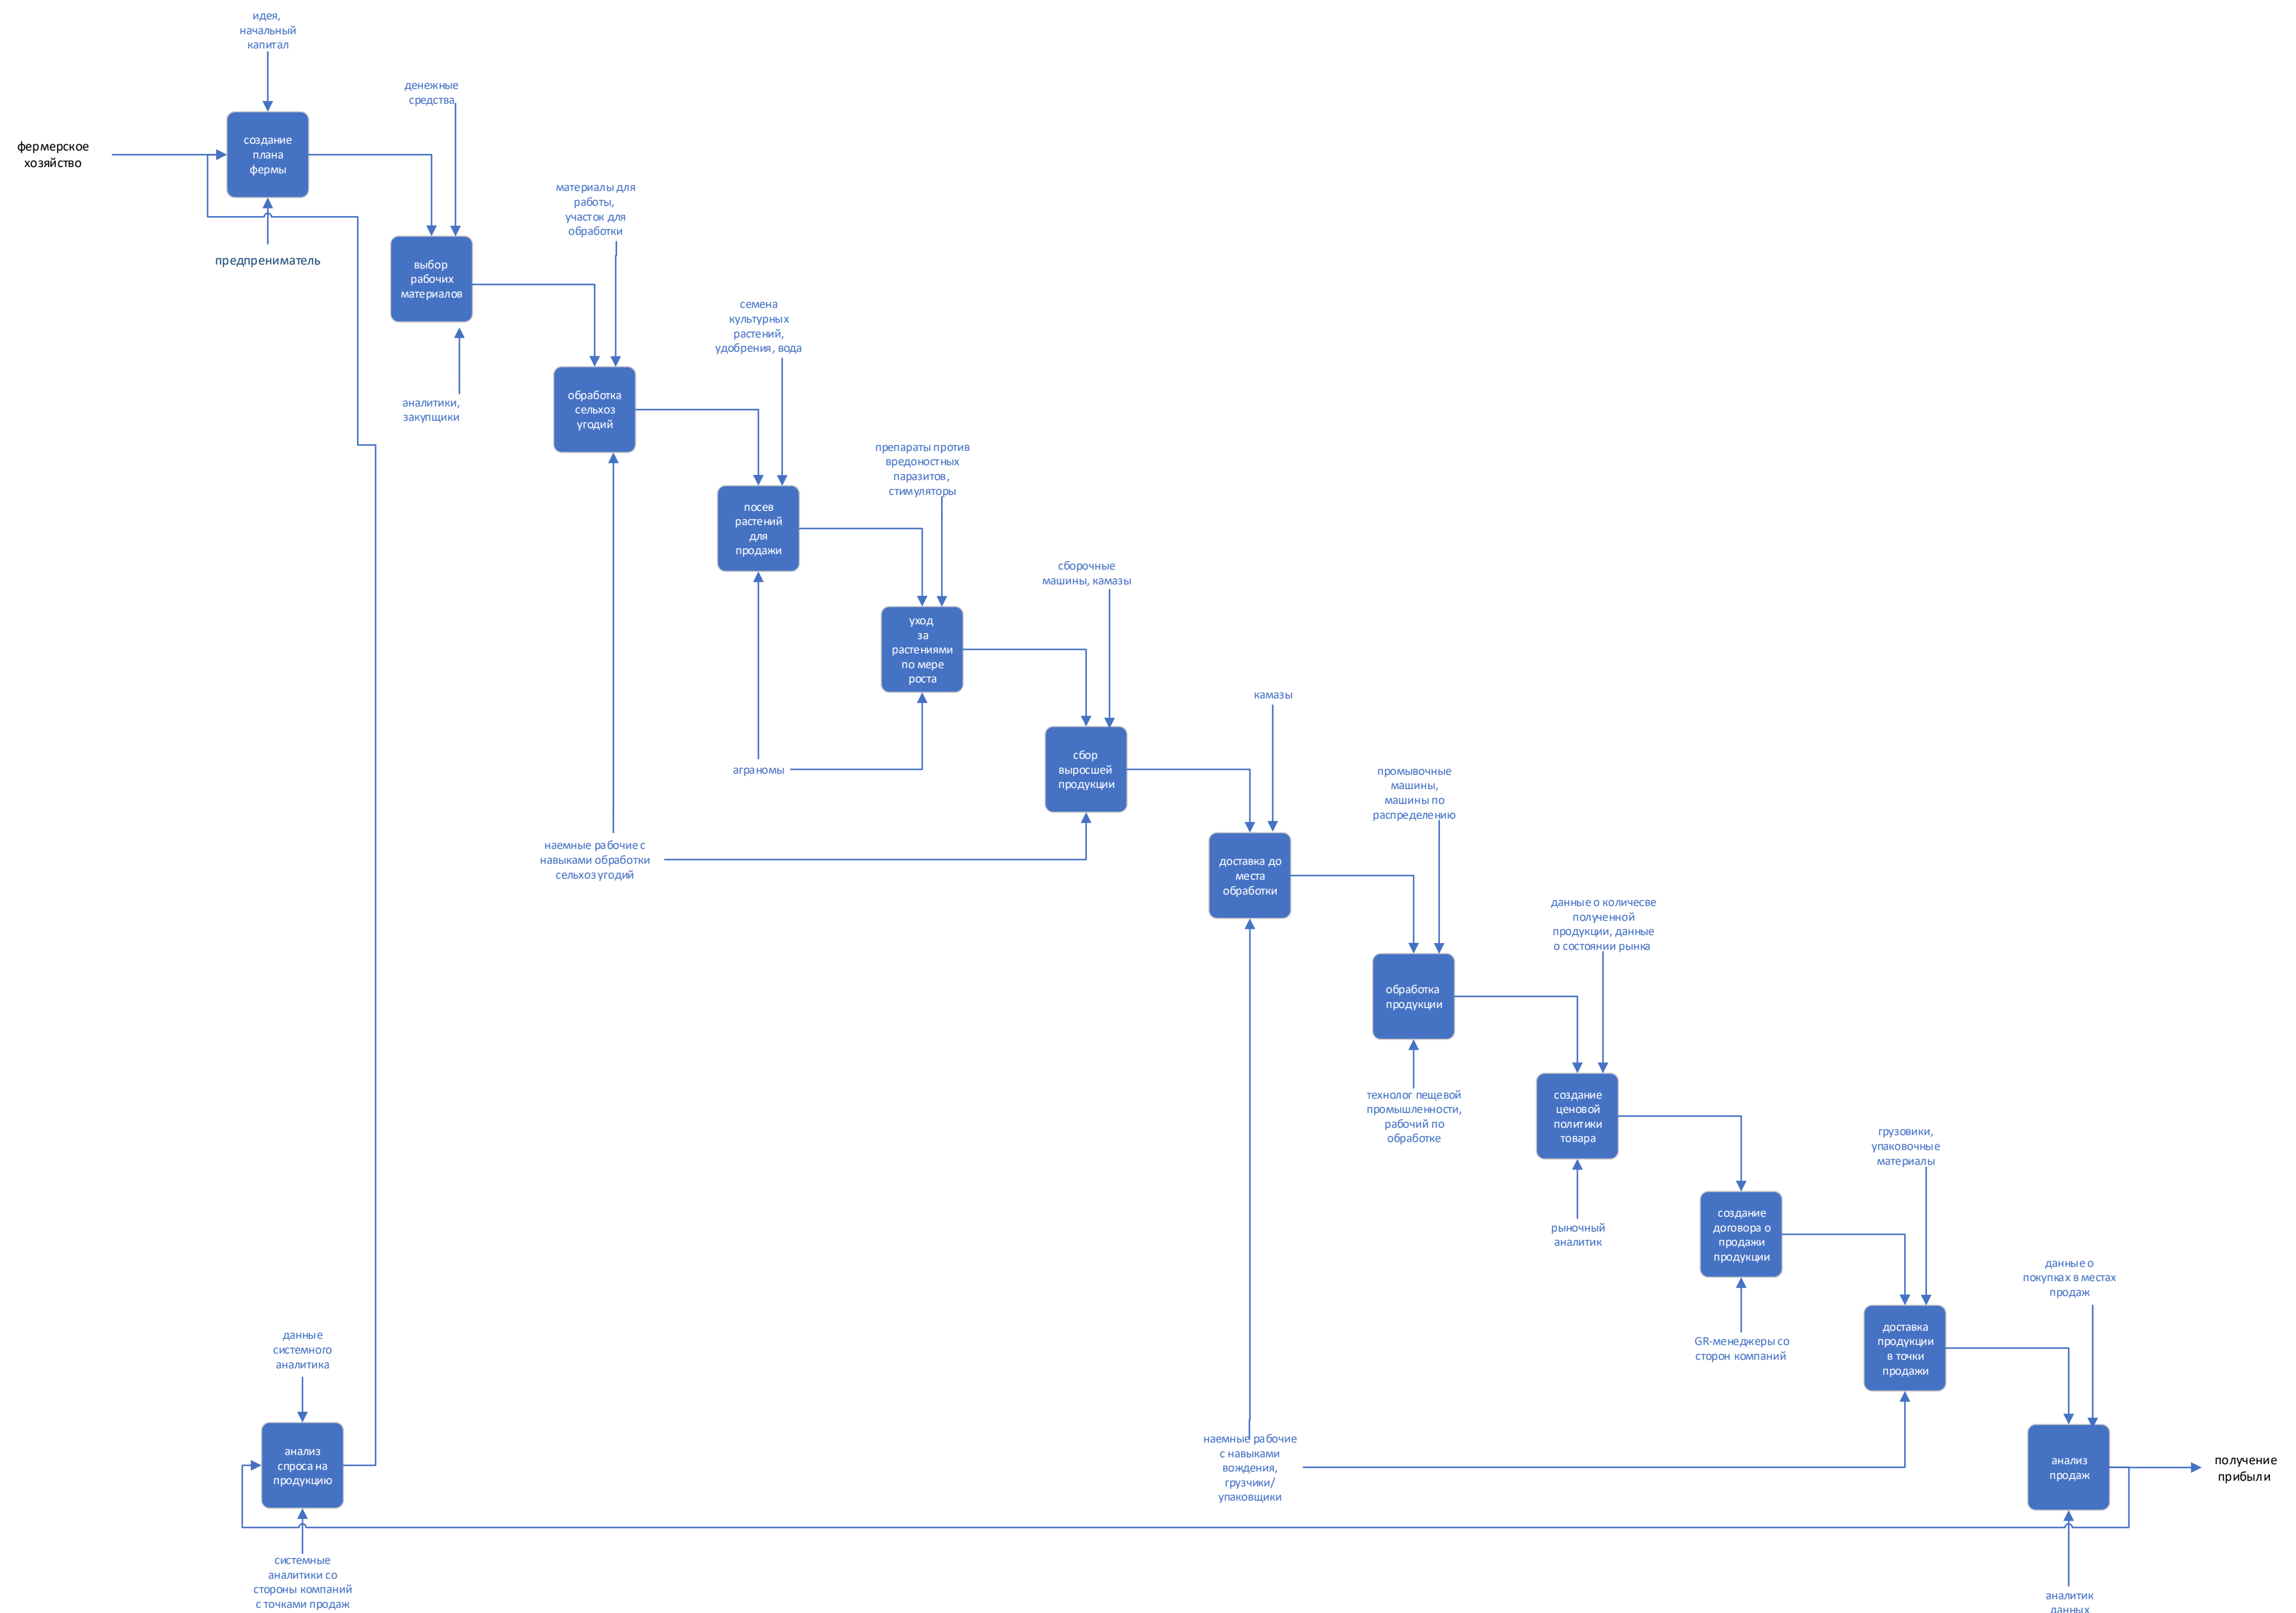 идея,
начальный
капитал
денежные
средства
создание
плана
фермы
фермерское
хозяйство
предпрениматель
материалы для
работы,
участок для
обработки
выбор
рабочих
материалов
аналитики,
закупщики
семена
культурных
растений,
удобрения, вода
обработка
сельхоз
угодий
препараты против
вредоностных
паразитов,
стимуляторы
посев
растений
для
продажи
сборочные
машины, камазы
уход
за
растениями
по мере
роста
аграномы
камазы
сбор
выросшей
продукции
наемные рабочие с
навыками обработки
сельхоз угодий
промывочные
машины,
машины по
распределению
доставка до
места
обработки
данные о количесве
полученной
продукции, данные
о состоянии рынка
обработка
продукции
технолог пещевой
промышленности,
рабочий по
обработке
создание
ценовой
политики
товара
грузовики,
упаковочные
материалы
рыночный
аналитик
создание
договора о
продажи
продукции
данные о
покупках в местах
продаж
GR-менеджеры со
сторон компаний
доставка
продукции
в точки
продажи
данные
системного
аналитика
анализ
спроса на
продукцию
наемные рабочие
с навыками
вождения,
грузчики/
упаковщики
анализ
продаж
получение
прибыли
системные
аналитики со
стороны компаний
с точками продаж
аналитик
данных